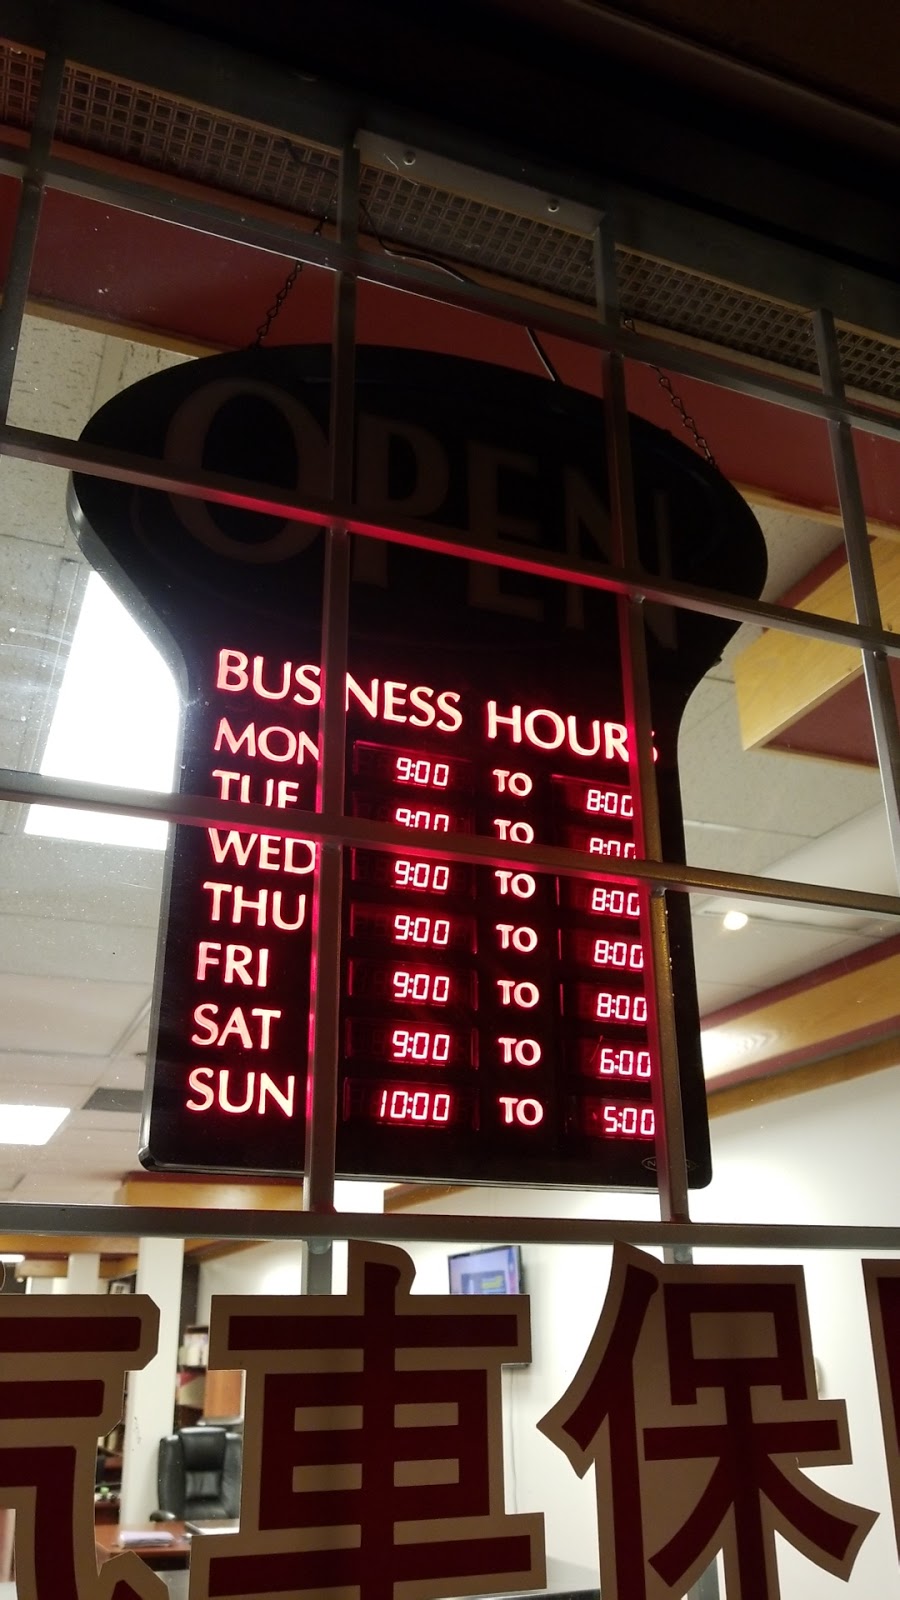 OPEN
BUSINESS HOURS
MON 9:00 TO 8:00
TUE 9:00 TO 8:00
WED 9:00 TO 8:00
THU 9:00 TO 8:00
FRI 9:00 TO 8:00
SAT 9:00 TO 6:00
SUN 10:00 TO 5:00
汽車保